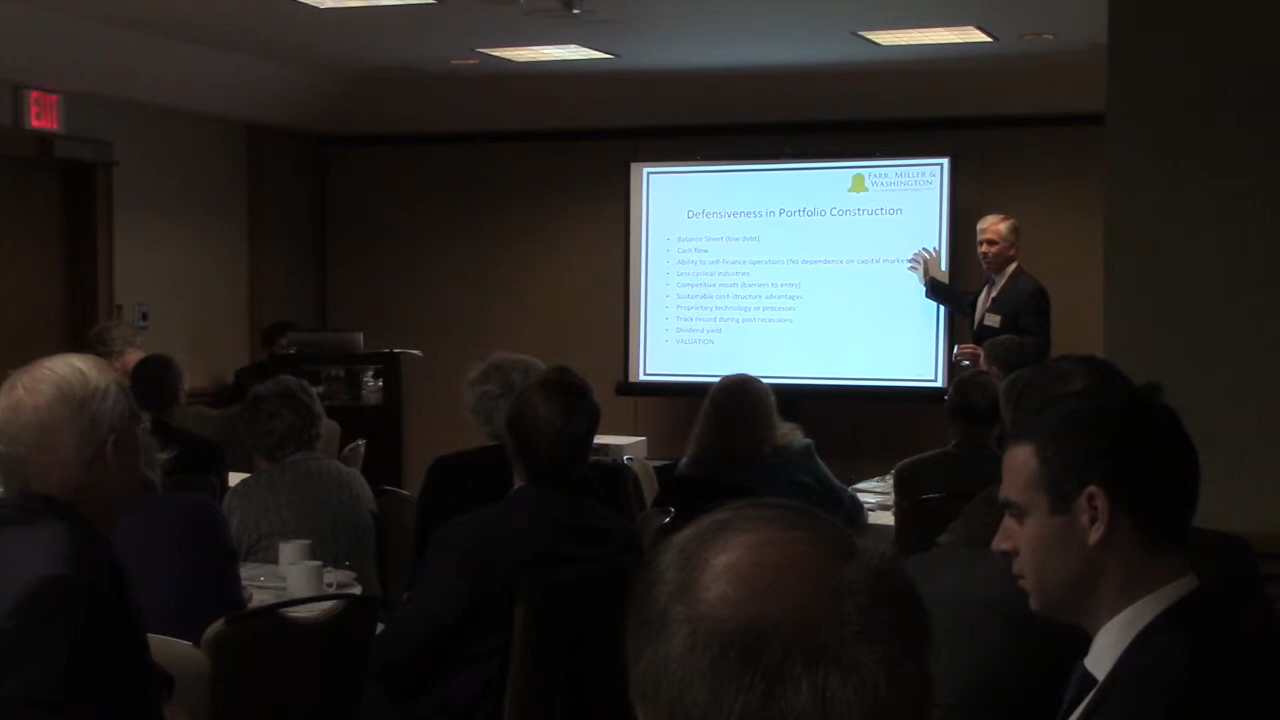 EXIT
FARR, MILLER &
WASHINGTON
Defensiveness in Portfolio Construction
• Balance Sheet (low debt)
• Cash flow
• Ability to self-finance operations (No dependence on capital market
• Less cyclical industries
• Competitive moats (barriers to entry)
• Sustainable cost-structure advantages
• Proprietary technology or processes
• Track record during past recessions
• Dividend yield
• VALUATION